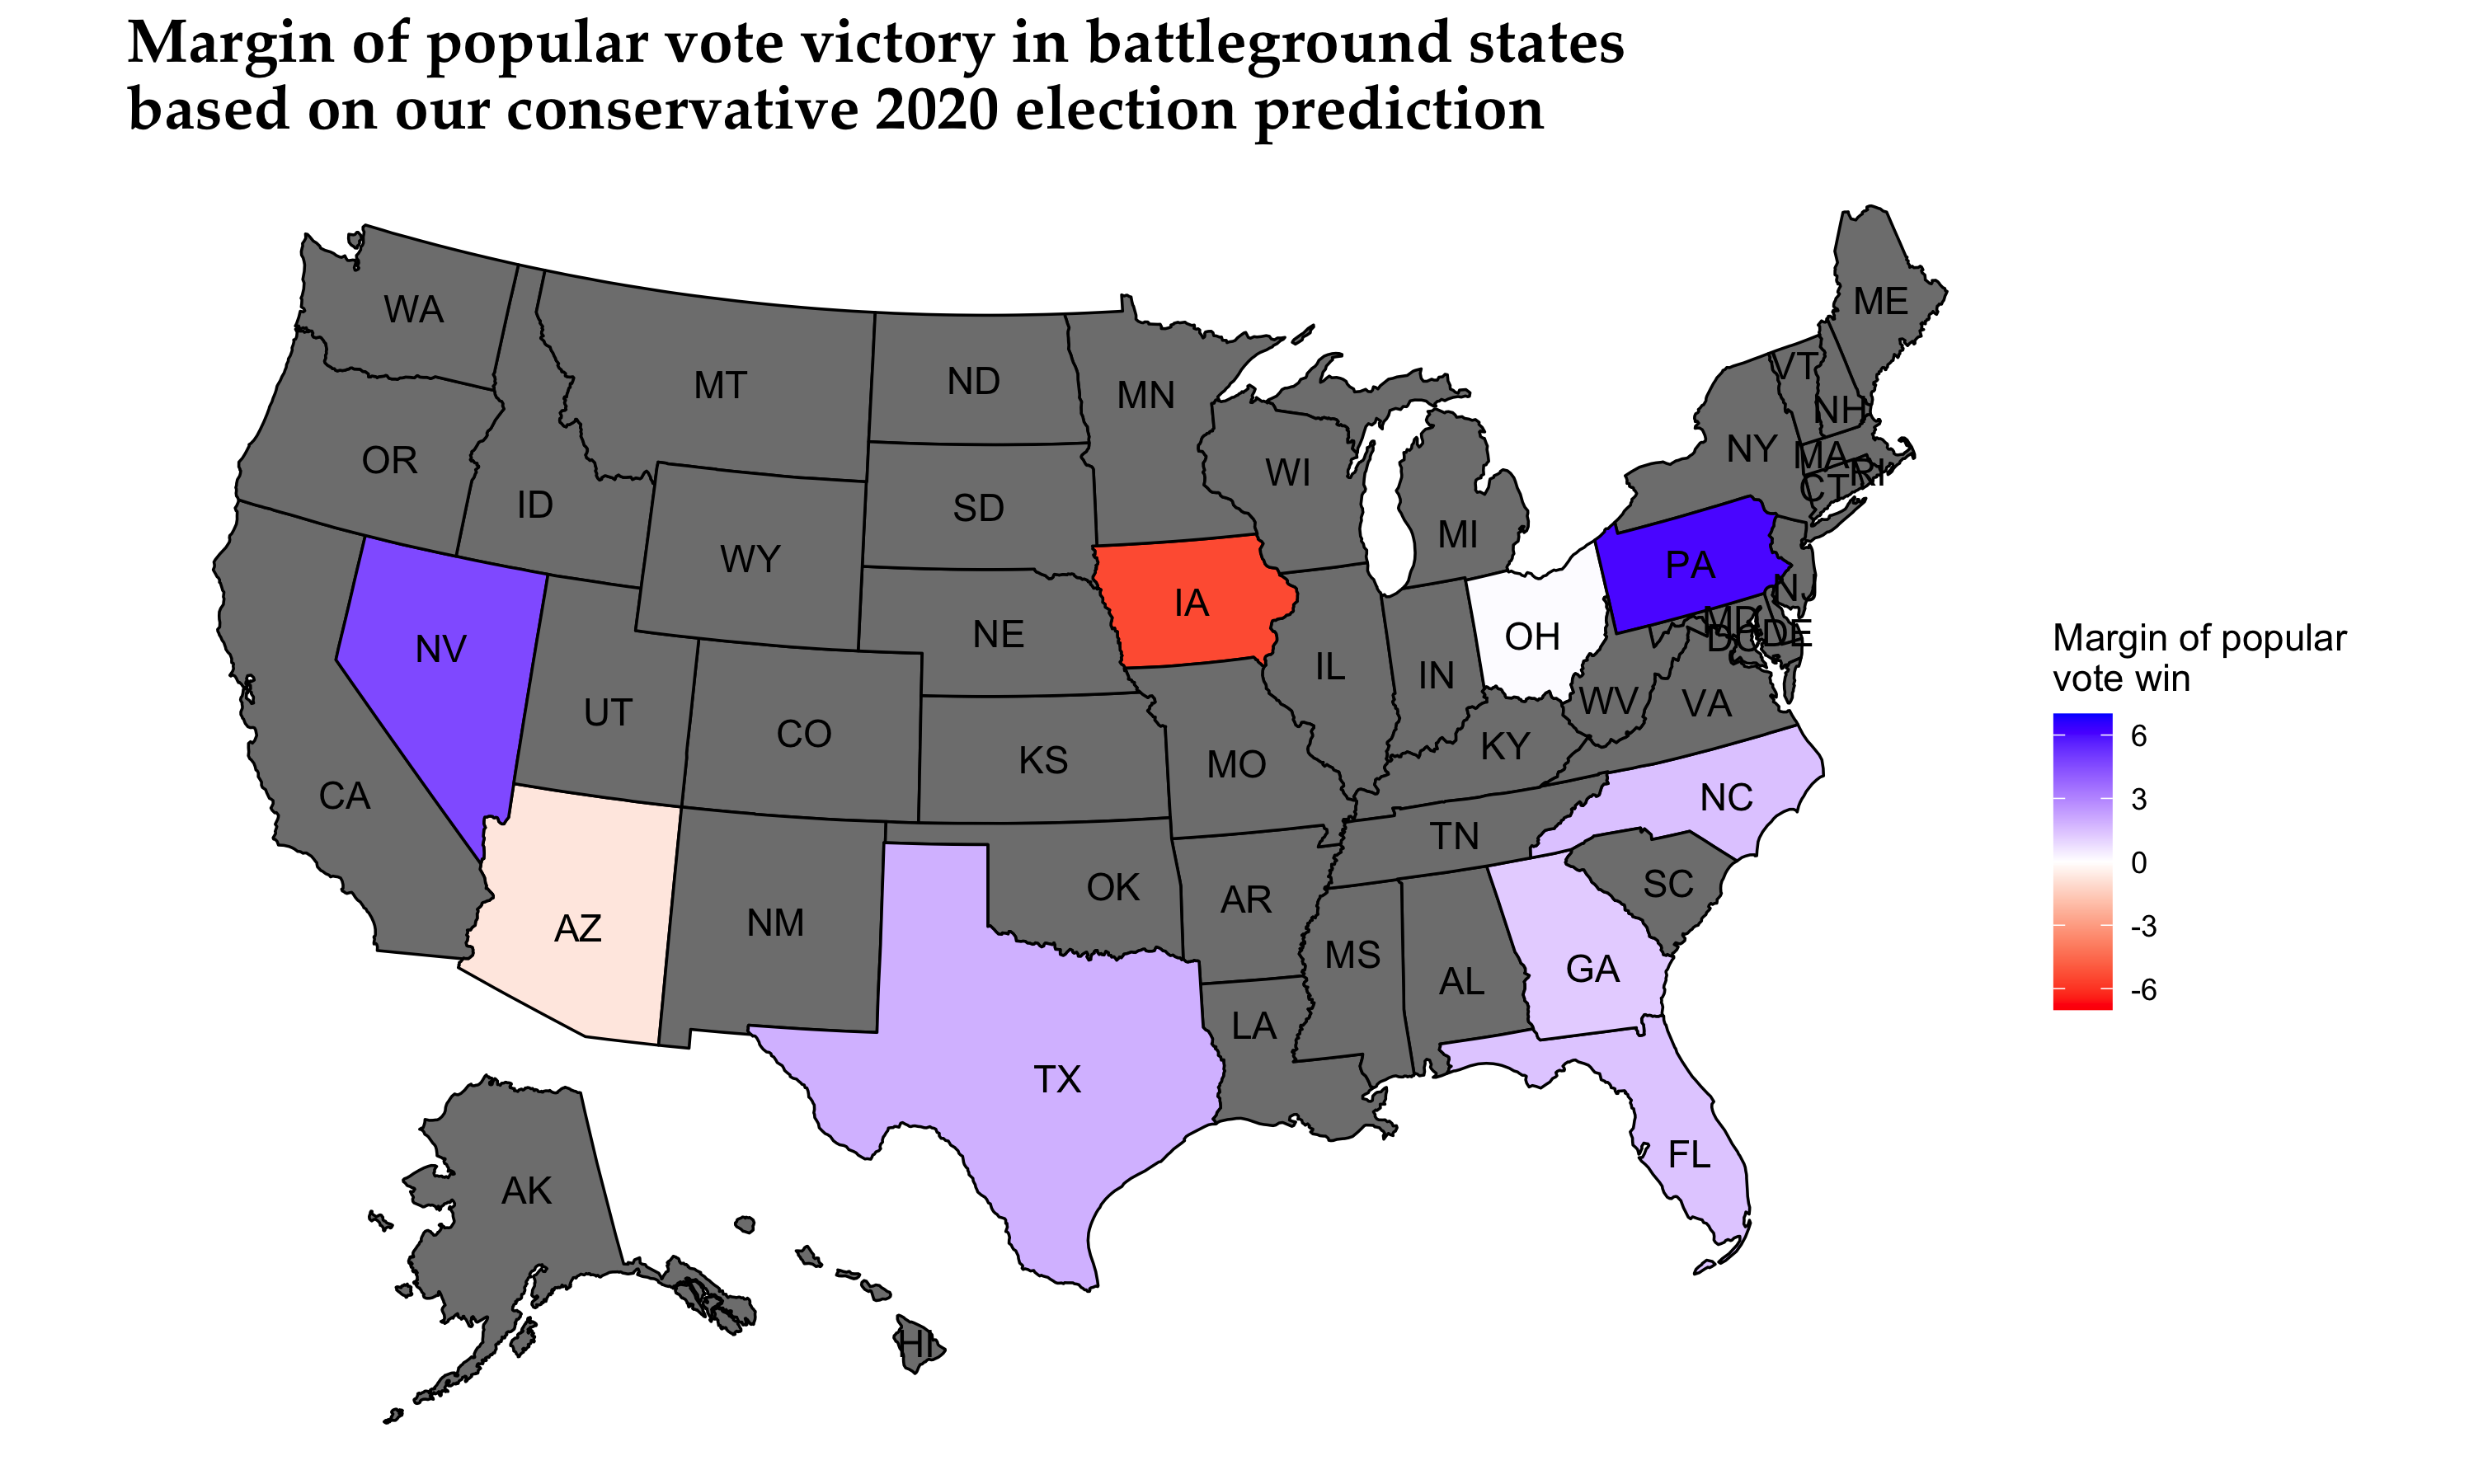 Margin of popular vote victory in battleground states
based on our conservative 2020 election prediction
WA
MT
ND
MN
ME
VT
NH
OR
ID
SD
WI
NY
MA
RI
CT
MI
WY
NE
IA
PA
NJ
NV
OH
MD
DE
DC
UT
CO
IL
IN
WV
VA
KS
MO
KY
CA
NC
TN
AZ
NM
OK
AR
SC
MS
AL
GA
LA
TX
FL
AK
HI
Margin of popular
vote win
6
3
0
-3
-6